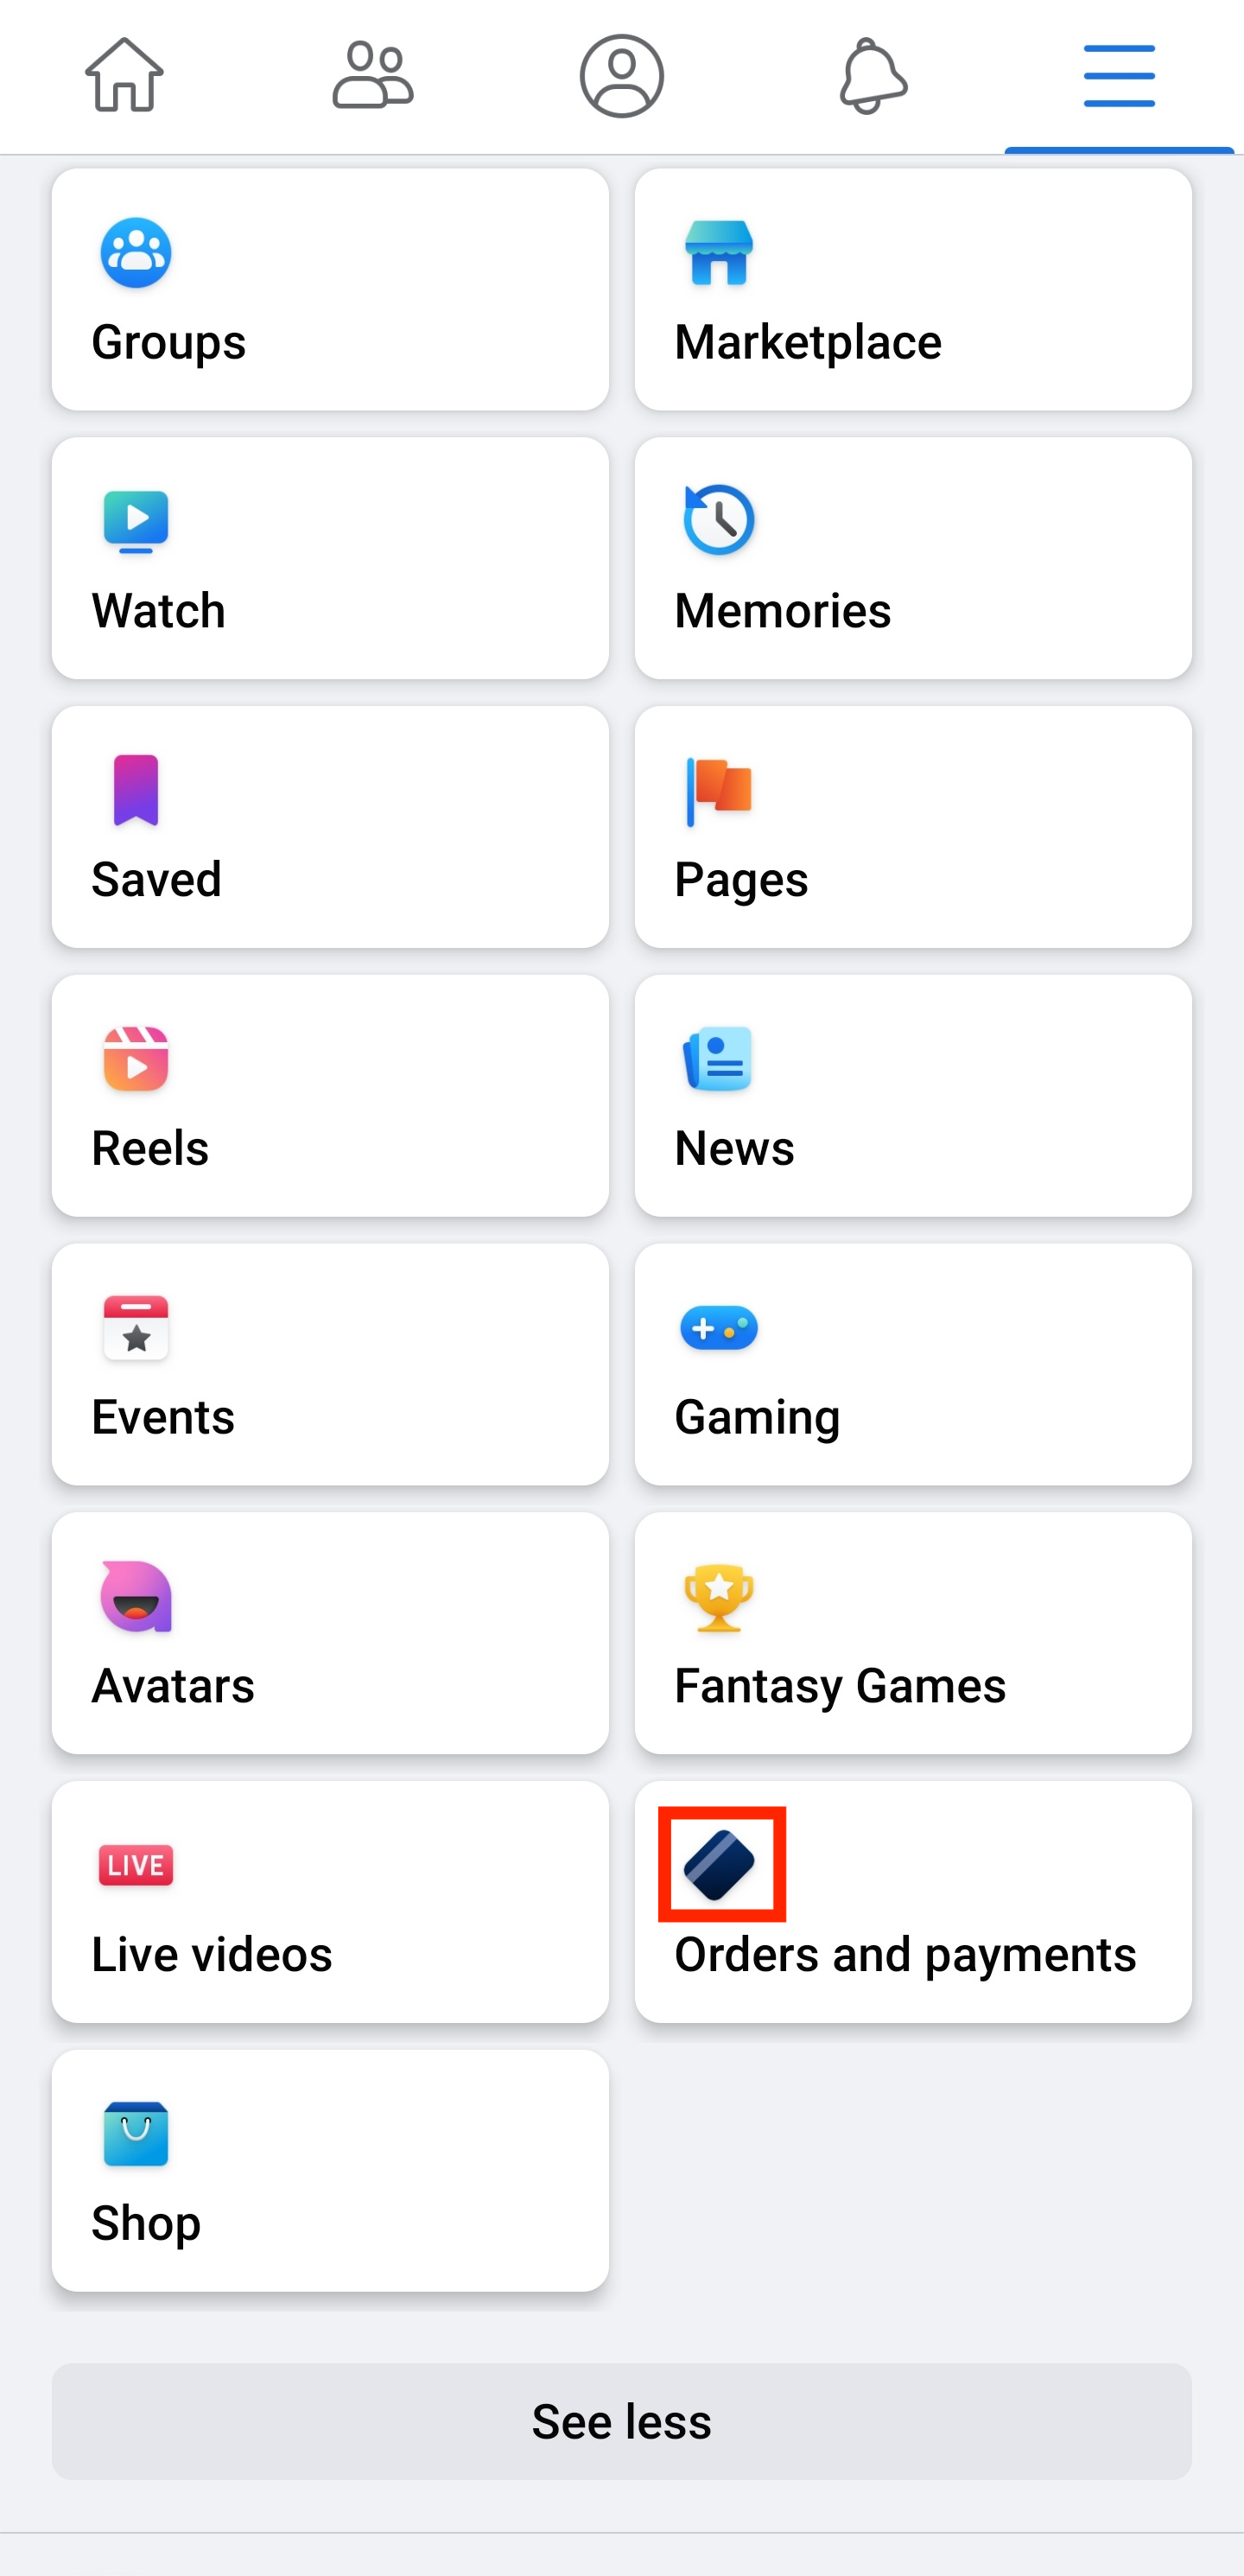 Groups
Marketplace
Watch
Memories
Saved
Pages
Reels
News
Events
Gaming
Avatars
Fantasy Games
LIVE
Live videos
Orders and payments
Shop
See less